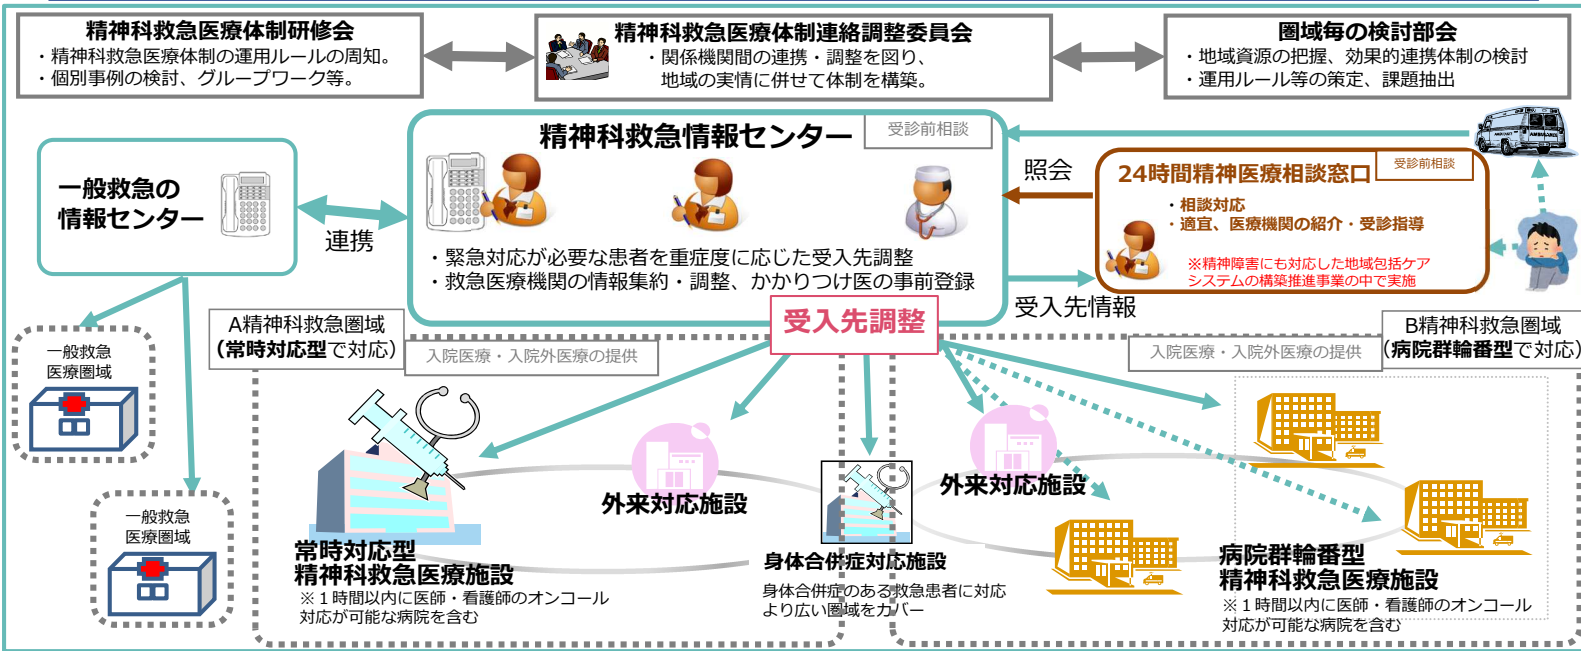 精神科救急医療体制研修会
・精神科救急医療体制の運用ルールの周知。
・個別事例の検討、グループワーク等。
精神科救急医療体制連絡調整委員会
・関係機関間の連携・調整を図り、
地域の実情に併せて体制を構築。
圏域毎の検討部会
・地域資源の把握、効果的連携体制の検討
・運用ルール等の策定、課題抽出
一般救急の
情報センター
連携
精神科救急情報センター
受診前相談
・緊急対応が必要な患者を重症度に応じた受入先調整
・救急医療機関の情報集約・調整、かかりつけ医の事前登録
照会
受入先情報
AMBULANCE
24時間精神医療相談窓口
受診前相談
・相談対応
・適宜、医療機関の紹介・受診指導
※精神障害にも対応した地域包括ケア
システムの構築推進事業の中で実施
受入先調整
一般救急
医療圏域
一般救急
医療圏域
A精神科救急圏域
(常時対応型で対応)
入院医療・入院外医療の提供
外来対応施設
常時対応型
精神科救急医療施設
※１時間以内に医師・看護師のオンコール
対応が可能な病院を含む
身体合併症対応施設
身体合併症のある救急患者に対応
より広い圏域をカバー
B精神科救急圏域
(病院群輪番型で対応)
入院医療・入院外医療の提供
外来対応施設
病院群輪番型
精神科救急医療施設
※１時間以内に医師・看護師のオンコール
対応が可能な病院を含む